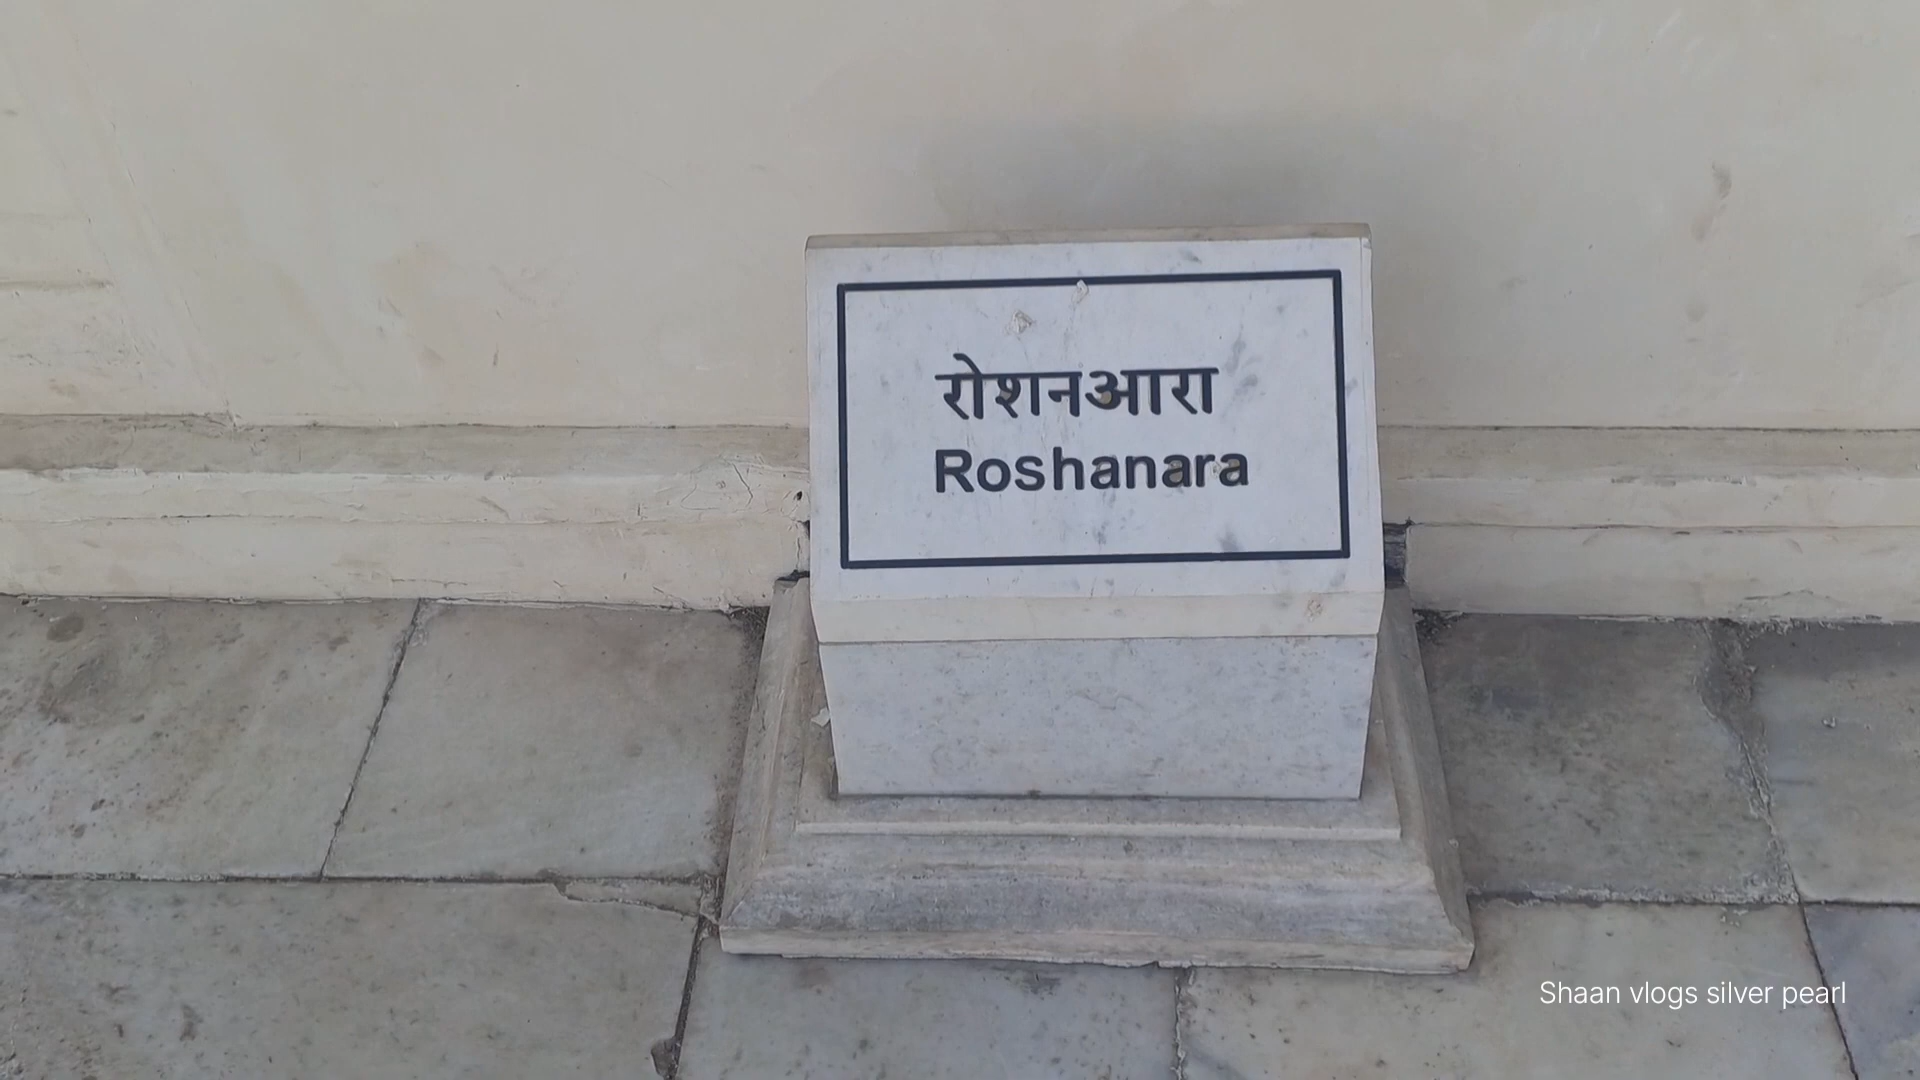 रोशनआरा
Roshanara
Shaan vlogs silver pearl